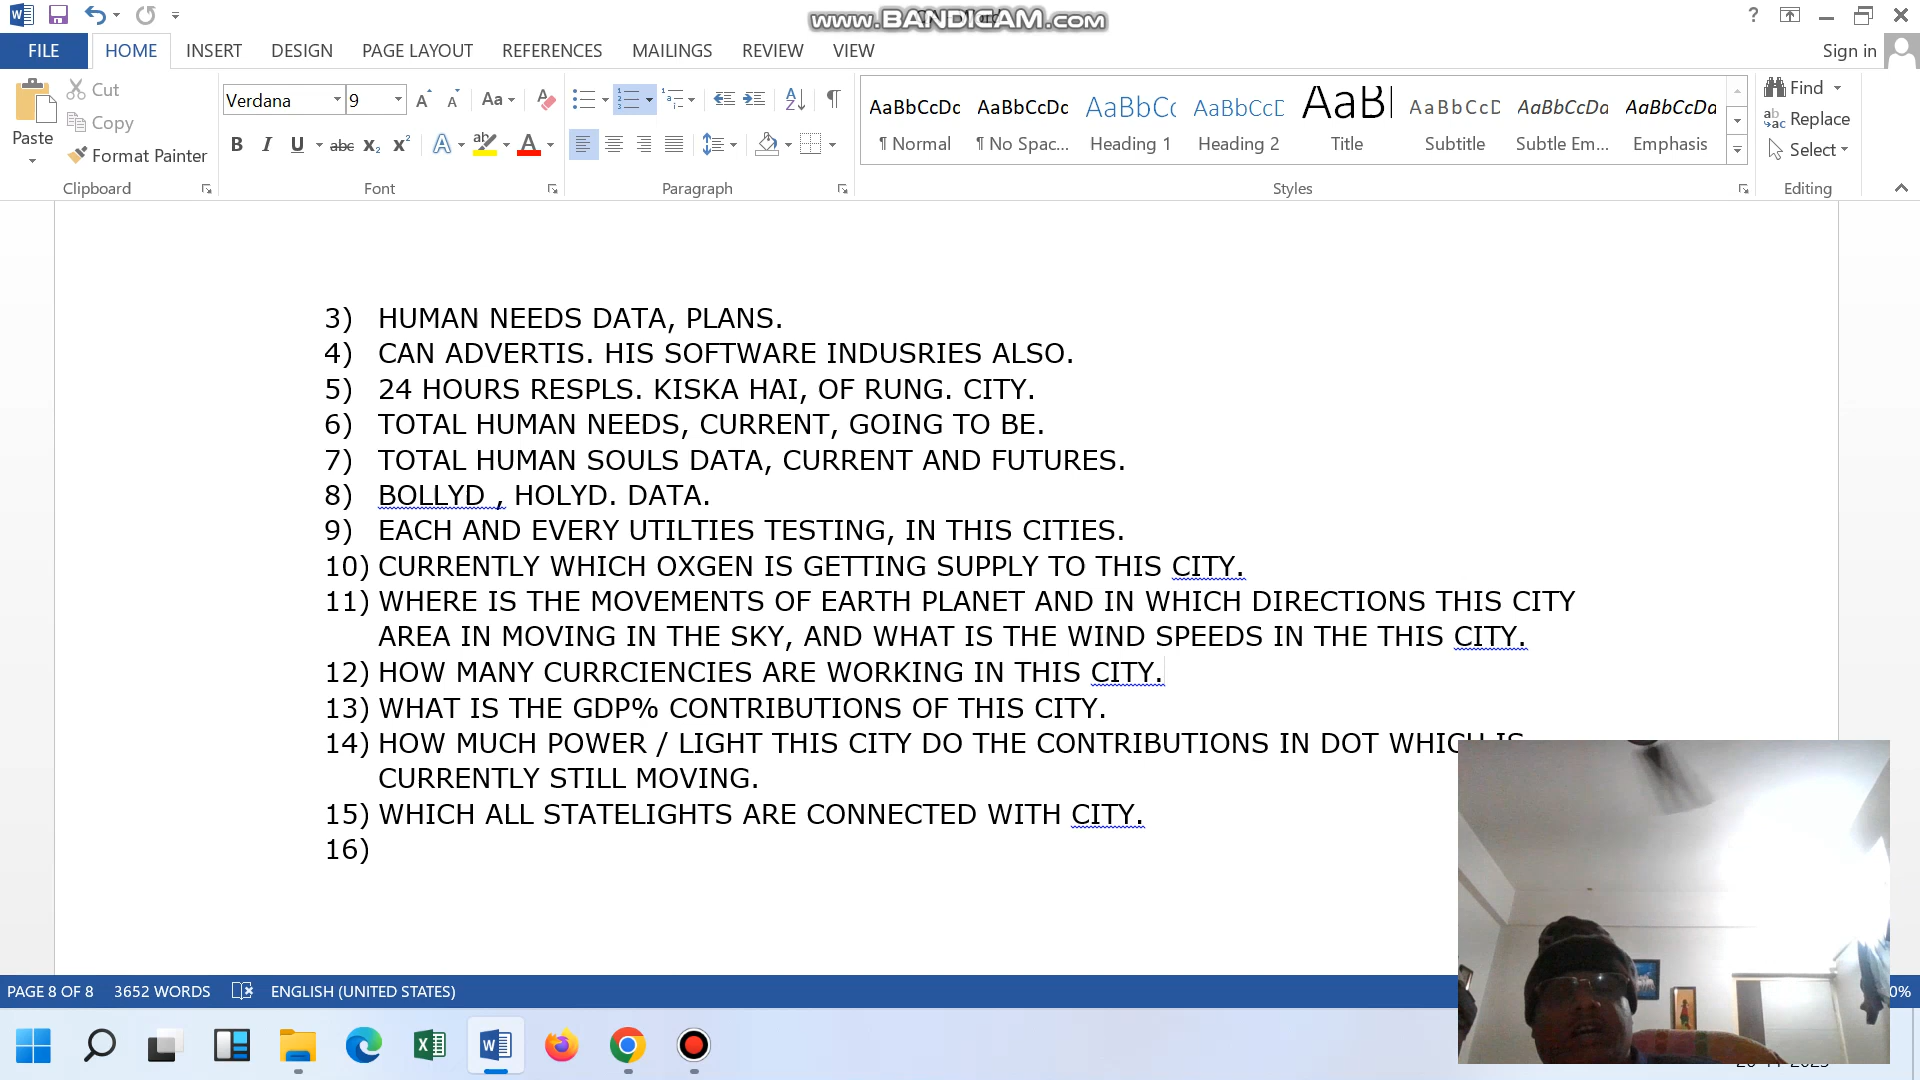 www.BANDICAM.com
FILE HOME INSERT DESIGN PAGE LAYOUT REFERENCES MAILINGS REVIEW VIEW Sign in
Paste Cut Copy Format Painter
Clipboard
Verdana 9
Font
Paragraph
AaBbCcDc AaBbCcDc AaBbC AaBbCcD AaB AaBbCcD AaBbCcDa AaBbCcDa
¶ Normal ¶ No Spac... Heading 1 Heading 2 Title Subtitle Subtle Em... Emphasis
Styles
Find Replace Select
Editing
3) HUMAN NEEDS DATA, PLANS.
4) CAN ADVERTIS. HIS SOFTWARE INDUSRIES ALSO.
5) 24 HOURS RESPLS. KISKA HAI, OF RUNG. CITY.
6) TOTAL HUMAN NEEDS, CURRENT, GOING TO BE.
7) TOTAL HUMAN SOULS DATA, CURRENT AND FUTURES.
8) BOLLYD , HOLYD. DATA.
9) EACH AND EVERY UTILTIES TESTING, IN THIS CITIES.
10) CURRENTLY WHICH OXGEN IS GETTING SUPPLY TO THIS CITY.
11) WHERE IS THE MOVEMENTS OF EARTH PLANET AND IN WHICH DIRECTIONS THIS CITY
AREA IN MOVING IN THE SKY, AND WHAT IS THE WIND SPEEDS IN THE THIS CITY.
12) HOW MANY CURRCIENCIES ARE WORKING IN THIS CITY.
13) WHAT IS THE GDP% CONTRIBUTIONS OF THIS CITY.
14) HOW MUCH POWER / LIGHT THIS CITY DO THE CONTRIBUTIONS IN DOT WHICH IS
CURRENTLY STILL MOVING.
15) WHICH ALL STATELIGHTS ARE CONNECTED WITH CITY.
16)
PAGE 8 OF 8 3652 WORDS ENGLISH (UNITED STATES)